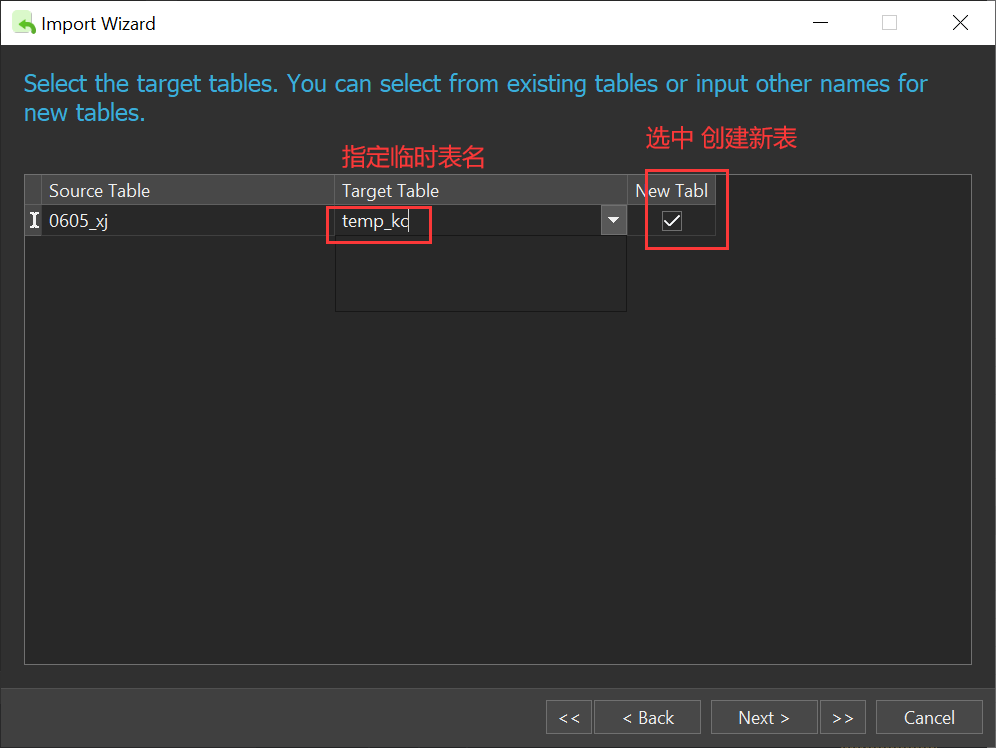 Import Wizard
Select the target tables. You can select from existing tables or input other names for
new tables.
选中 创建新表
指定临时表名
Source Table Target Table New Tabl
0605_xj temp_kc
<< < Back Next > >> Cancel